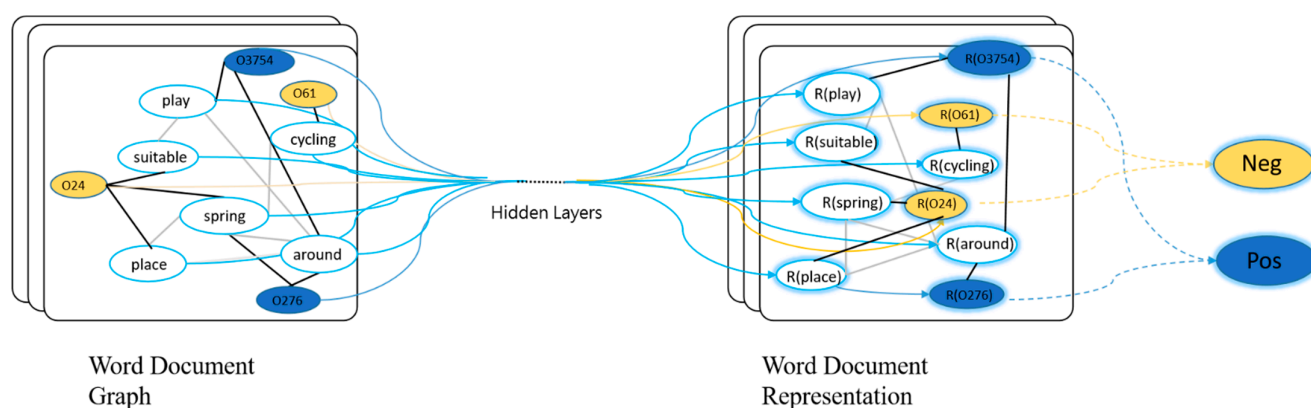 O3754
O61
play
cycling
suitable
O24
spring
place
around
O276
Hidden Layers
R(O3754)
R(play)
R(O61)
R(suitable)
R(cycling)
R(spring)
R(O24)
R(around)
R(place)
R(O276)
Neg
Pos
Word Document
Graph
Word Document
Representation